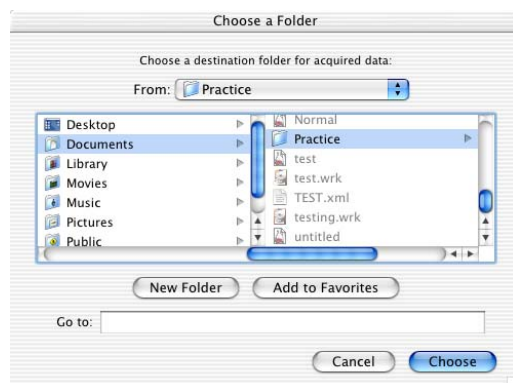 Choose a Folder
Choose a destination folder for acquired data:
From: Practice
Desktop
Documents
Library
Movies
Music
Pictures
Public
Normal
Practice
test
test.wrk
TEST.xml
testing.wrk
untitled
New Folder
Add to Favorites
Go to:
Cancel
Choose